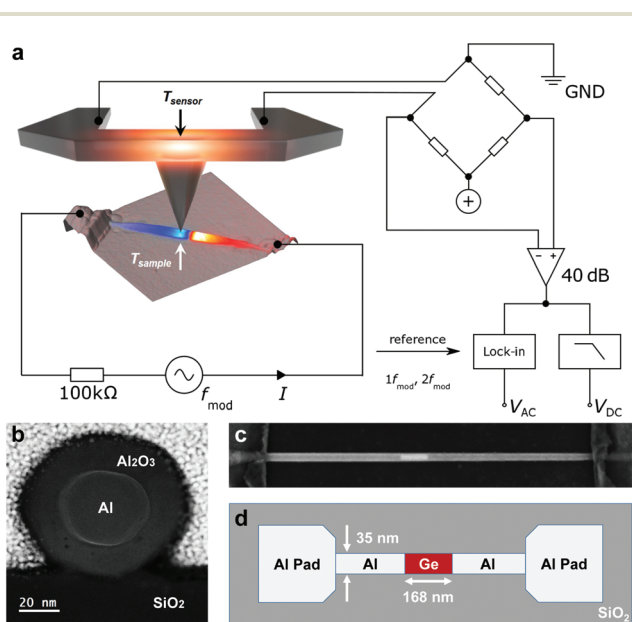 a
T_sensor
GND
T_sample
40 dB
- +
reference
Lock-in
1f_mod, 2f_mod
100kΩ
f_mod
I
V_AC
V_DC
b
Al₂O₃
Al
20 nm
SiO₂
c
d
35 nm
Al Pad
Al
Ge
Al
Al Pad
168 nm
SiO₂